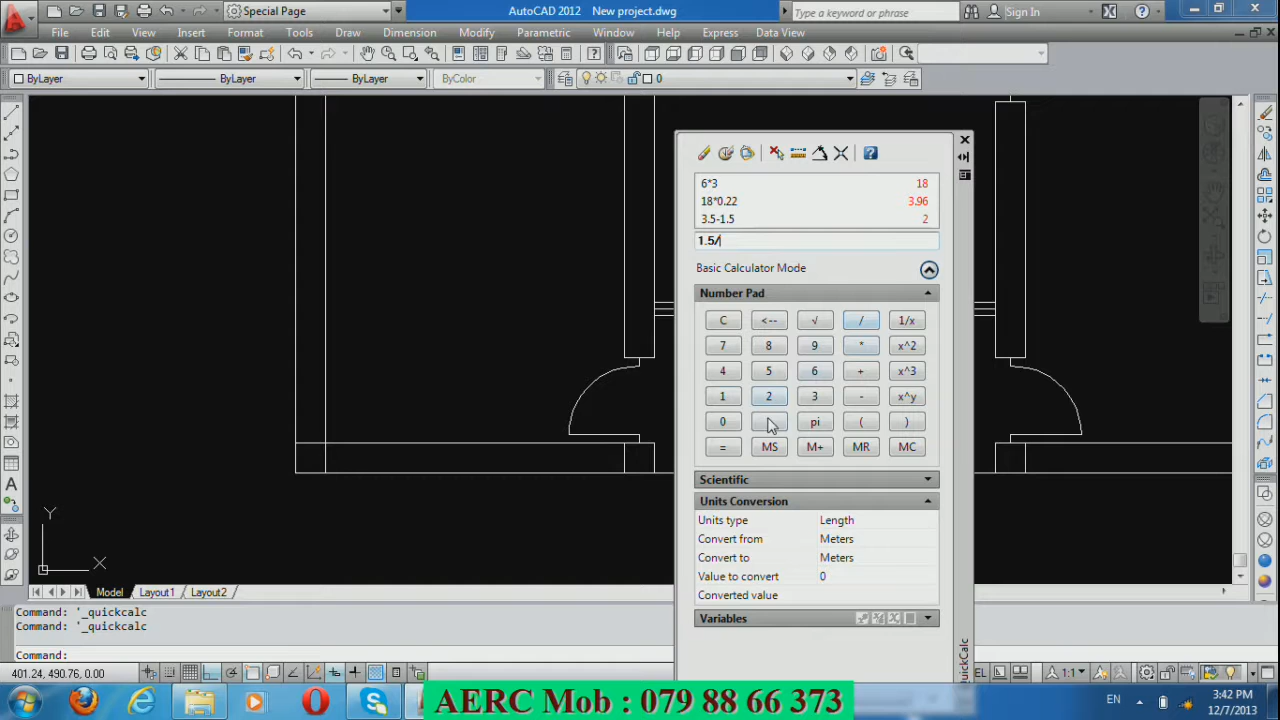 Special Page
AutoCAD 2012 New project.dwg
Type a keyword or phrase
Sign In
File Edit View Insert Format Tools Draw Dimension Modify Parametric Window Help Express Data View
ByLayer ByLayer ByLayer ByColor 0
6*3 18
18*0.22 3.96
3.5-1.5 2
1.5/
Basic Calculator Mode
Number Pad
C <-- √ / 1/x
7 8 9 * x^2
4 5 6 + x^3
1 2 3 - x^y
0 pi ( )
= MS M+ MR MC
Scientific
Units Conversion
Units type Length
Convert from Meters
Convert to Meters
Value to convert 0
Converted value
Variables
QuickCalc
Y
X
Model Layout1 Layout2
Command: '_quickcalc
Command: '_quickcalc
Command:
401.24, 490.76, 0.00
1:1
AERC Mob : 079 88 66 373
EN
3:42 PM
12/7/2013